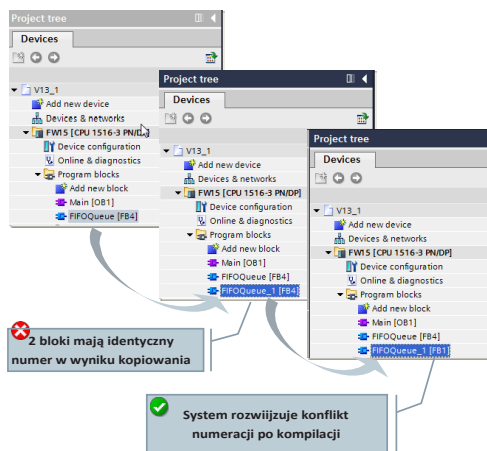 Project tree
Devices
V13_1
Add new device
Devices & networks
FW15 [CPU 1516-3 PN/DP]
Device configuration
Online & diagnostics
Program blocks
Add new block
Main [OB1]
FIFOQueue [FB4]
Project tree
Devices
V13_1
Add new device
Devices & networks
FW15 [CPU 1516-3 PN/DP]
Device configuration
Online & diagnostics
Program blocks
Add new block
Main [OB1]
FIFOQueue [FB4]
FIFOQueue_1 [FB4]
Project tree
Devices
V13_1
Add new device
Devices & networks
FW15 [CPU 1516-3 PN/DP]
Device configuration
Online & diagnostics
Program blocks
Add new block
Main [OB1]
FIFOQueue [FB4]
FIFOQueue_1 [FB1]
2 bloki mają identyczny
numer w wyniku kopiowania
System rozwiijzuje konflikt
numeracji po kompilacji